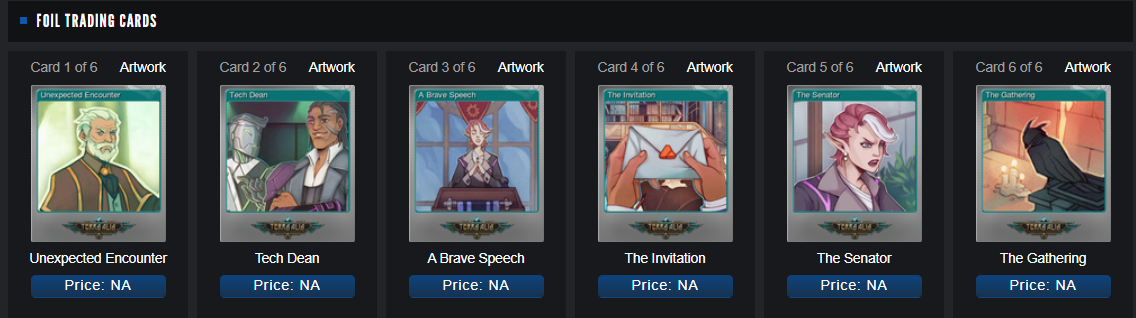 FOIL TRADING CARDS
Card 1 of 6 Artwork
Card 2 of 6 Artwork
Card 3 of 6 Artwork
Card 4 of 6 Artwork
Card 5 of 6 Artwork
Card 6 of 6 Artwork
Unexpected Encounter
Tech Dean
A Brave Speech
The Invitation
The Senator
The Gathering
TERRA ALIA
TERRA ALIA
TERRA ALIA
TERRA ALIA
TERRA ALIA
TERRA ALIA
Unexpected Encounter
Tech Dean
A Brave Speech
The Invitation
The Senator
The Gathering
Price: NA
Price: NA
Price: NA
Price: NA
Price: NA
Price: NA